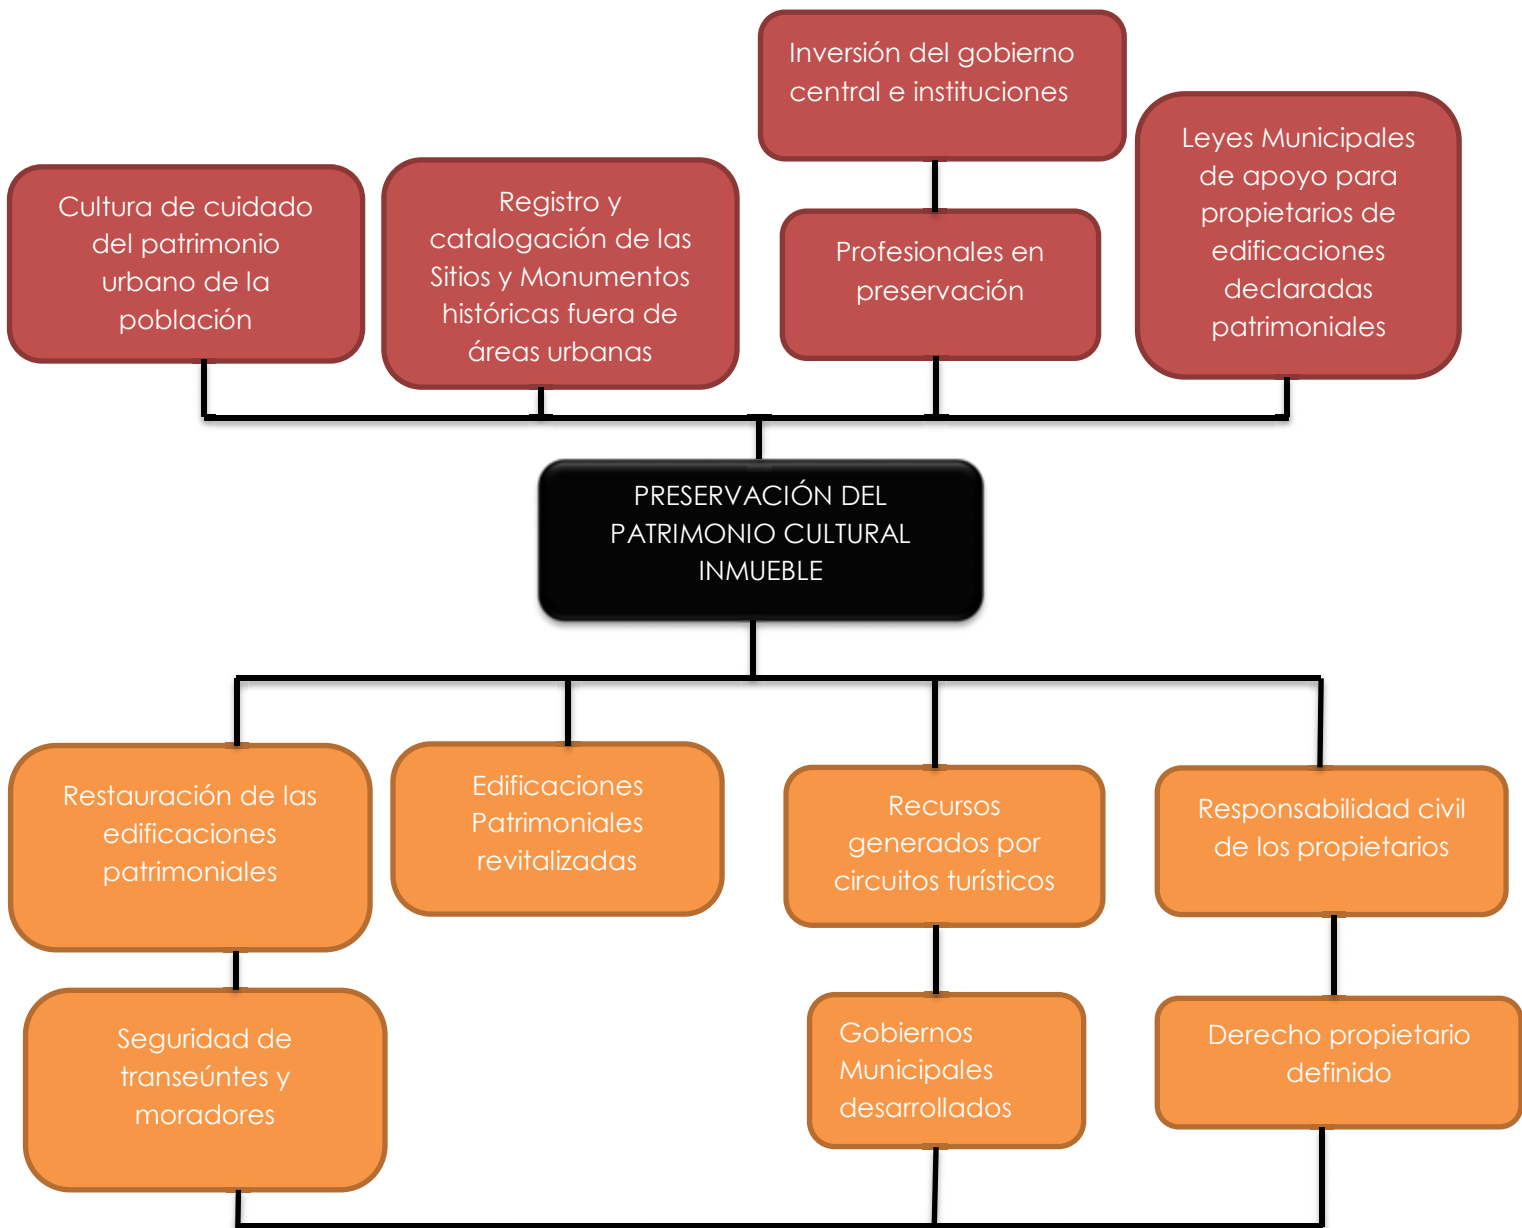 Inversión del gobierno
central e instituciones
Cultura de cuidado
del patrimonio
urbano de la
población
Registro y
catalogación de las
Sitios y Monumentos
históricas fuera de
áreas urbanas
Profesionales en
preservación
Leyes Municipales
de apoyo para
propietarios de
edificaciones
declaradas
patrimoniales
PRESERVACIÓN DEL
PATRIMONIO CULTURAL
INMUEBLE
Restauración de las
edificaciones
patrimoniales
Edificaciones
Patrimoniales
revitalizadas
Recursos
generados por
circuitos turísticos
Responsabilidad civil
de los propietarios
Seguridad de
transeúntes y
moradores
Gobiernos
Municipales
desarrollados
Derecho propietario
definido